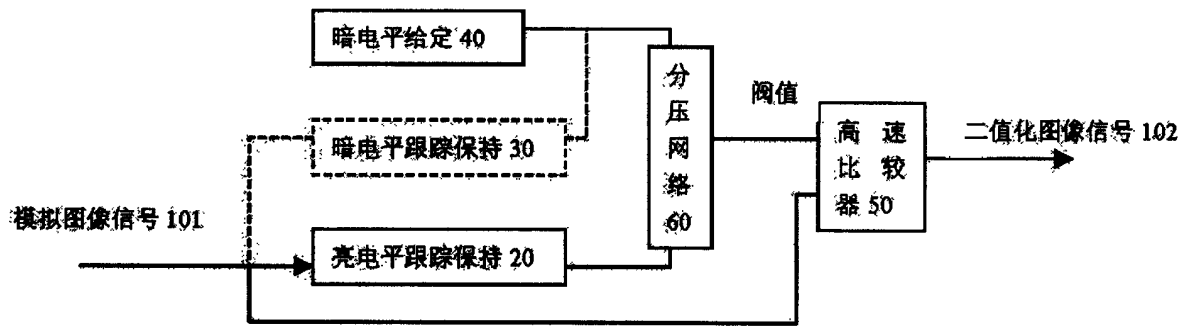 暗电平给定 40
分
压
网
络
60
阀值
高 速
比 较
器 50
二值化图像信号 102
暗电平跟踪保持 30
模拟图像信号 101
亮电平跟踪保持 20